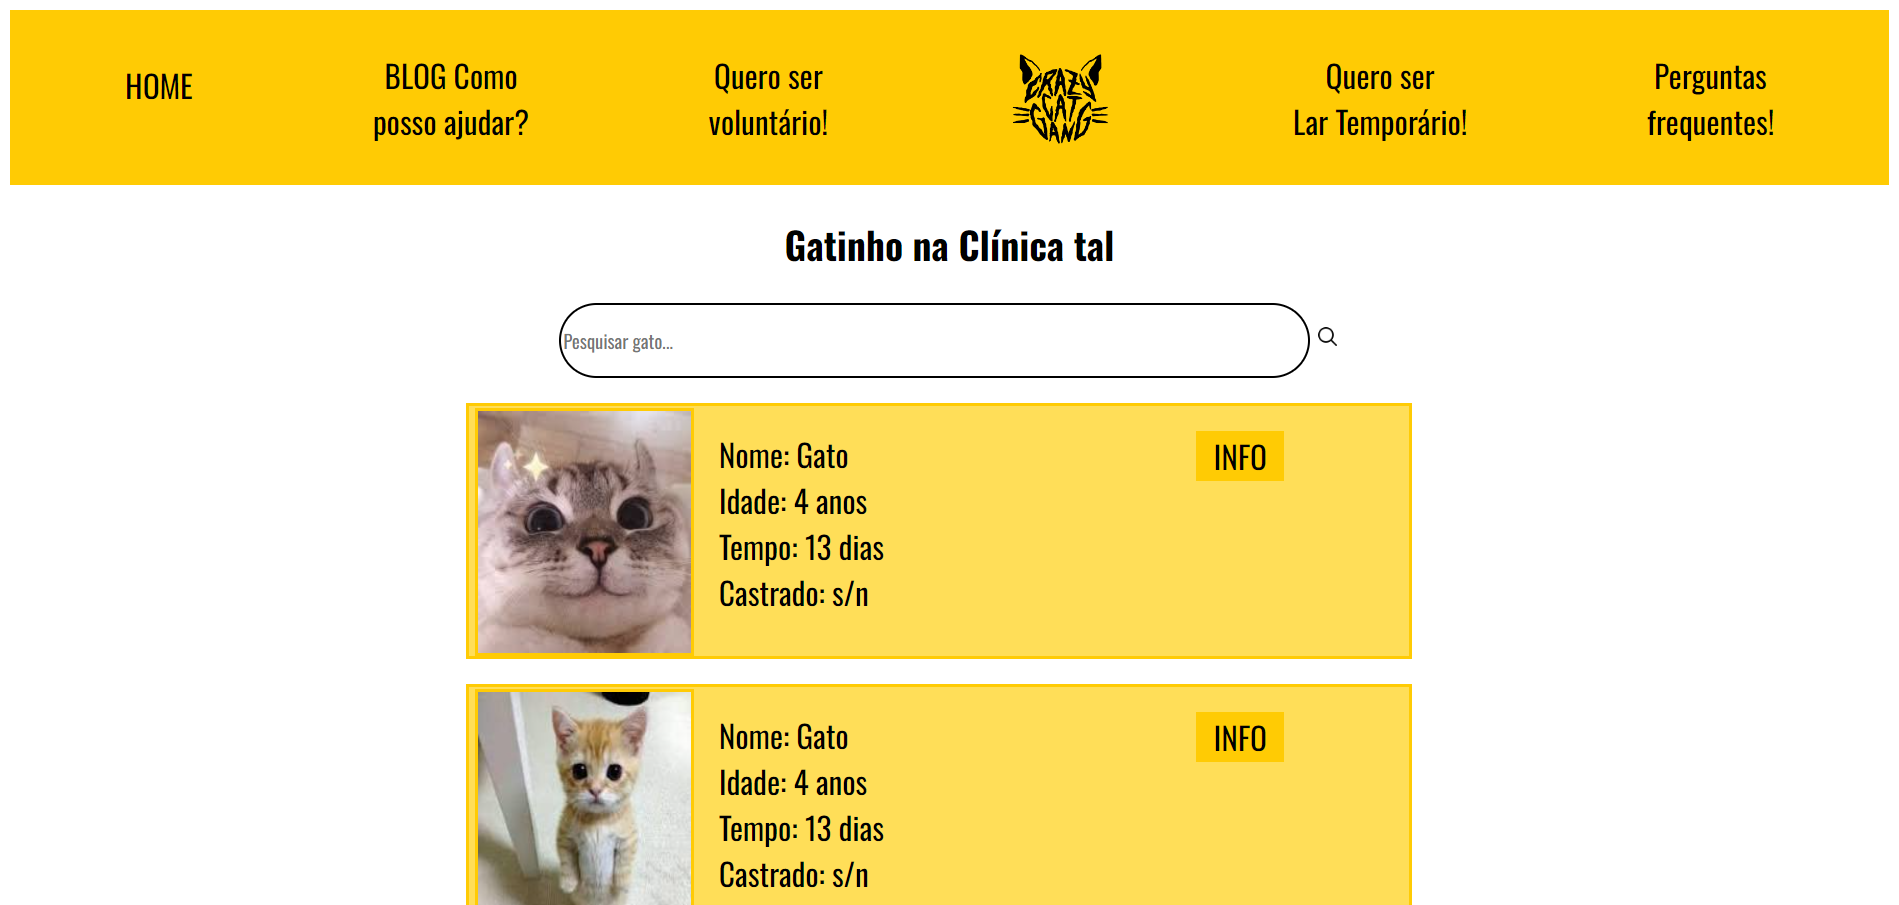 HOME
BLOG Como
posso ajudar?
Quero ser
voluntário!
CRAZY
CAT
GANG
Quero ser
Lar Temporário!
Perguntas
frequentes!
Gatinho na Clínica tal
Pesquisar gato...
Nome: Gato
Idade: 4 anos
Tempo: 13 dias
Castrado: s/n
INFO
Nome: Gato
Idade: 4 anos
Tempo: 13 dias
Castrado: s/n
INFO